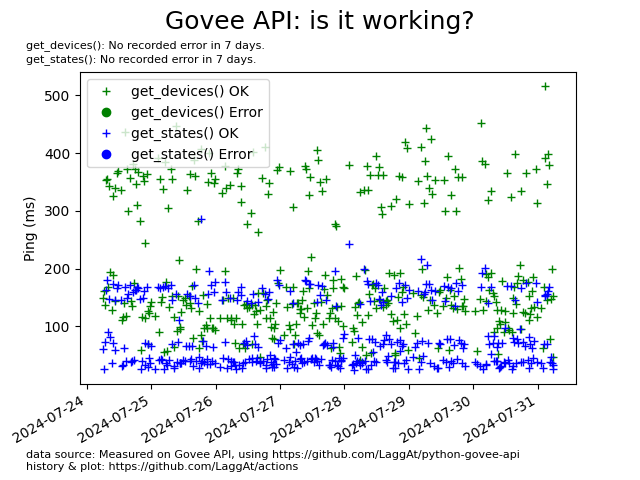 Govee API: is it working?
get_devices(): No recorded error in 7 days.
get_states(): No recorded error in 7 days.
get_devices() OK
get_devices() Error
get_states() OK
get_states() Error
Ping (ms)
500
400
300
200
100
2024-07-24
2024-07-25
2024-07-26
2024-07-27
2024-07-28
2024-07-29
2024-07-30
2024-07-31
data source: Measured on Govee API, using https://github.com/LaggAt/python-govee-api
history & plot: https://github.com/LaggAt/actions